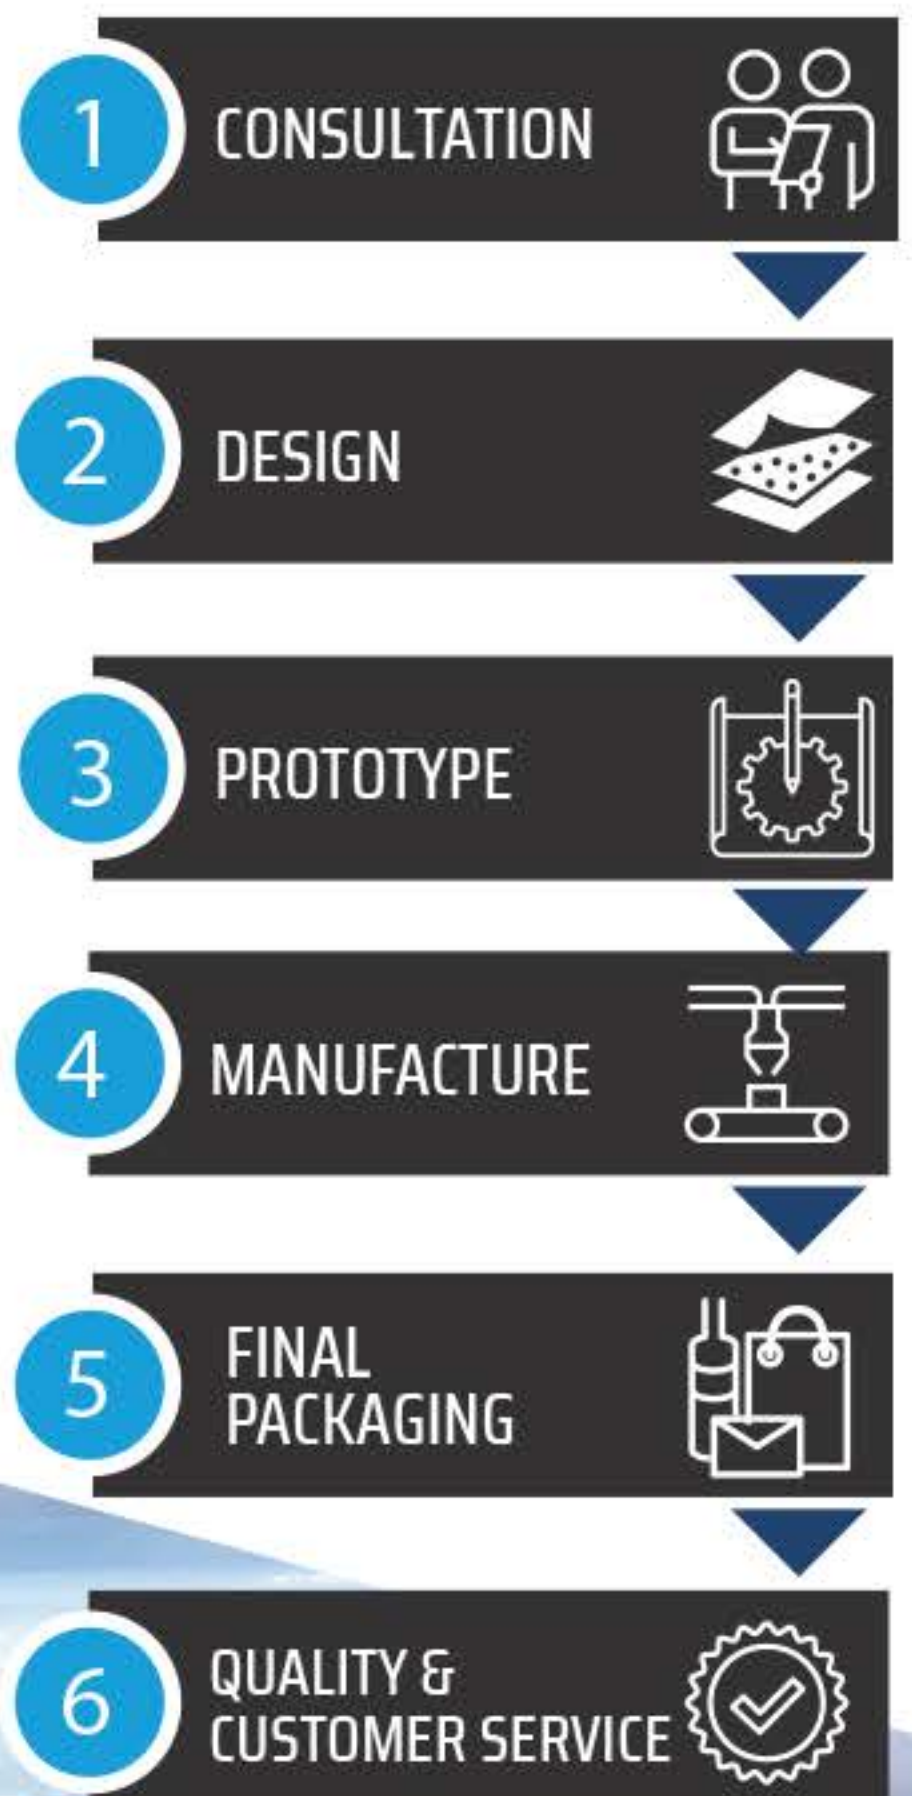 1
CONSULTATION
2
DESIGN
3
PROTOTYPE
4
MANUFACTURE
5
FINAL
PACKAGING
6
QUALITY &
CUSTOMER SERVICE